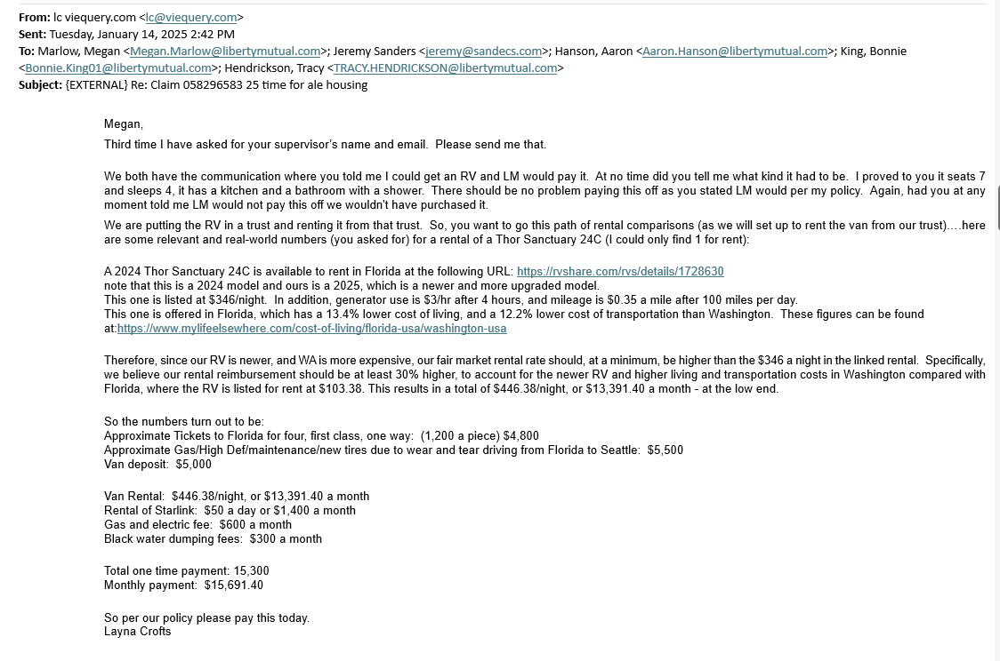 From: lc viequery.com <lc@viequery.com>
Sent: Tuesday, January 14, 2025 2:42 PM
To: Marlow, Megan <Megan.Marlow@libertymutual.com>; Jeremy Sanders <jeremy@sandecs.com>; Hanson, Aaron <Aaron.Hanson@libertymutual.com>; King, Bonnie
<Bonnie.King01@libertymutual.com>; Hendrickson, Tracy <TRACY.HENDRICKSON@libertymutual.com>
Subject: {EXTERNAL} Re: Claim 058296583 25 time for ale housing
Megan,
Third time I have asked for your supervisor's name and email.  Please send me that.
We both have the communication where you told me I could get an RV and LM would pay it.  At no time did you tell me what kind it had to be.  I proved to you it seats 7
and sleeps 4, it has a kitchen and a bathroom with a shower.  There should be no problem paying this off as you stated LM would per my policy.  Again, had you at any
moment told me LM would not pay this off we wouldn't have purchased it.
We are putting the RV in a trust and renting it from that trust.  So, you want to go this path of rental comparisons (as we will set up to rent the van from our trust)....here
are some relevant and real-world numbers (you asked for) for a rental of a Thor Sanctuary 24C (I could only find 1 for rent):
A 2024 Thor Sanctuary 24C is available to rent in Florida at the following URL: https://rvshare.com/rvs/details/1728630
note that this is a 2024 model and ours is a 2025, which is a newer and more upgraded model.
This one is listed at $346/night.  In addition, generator use is $3/hr after 4 hours, and mileage is $0.35 a mile after 100 miles per day.
This one is offered in Florida, which has a 13.4% lower cost of living, and a 12.2% lower cost of transportation than Washington.  These figures can be found
at:https://www.mylifeelsewhere.com/cost-of-living/florida-usa/washington-usa
Therefore, since our RV is newer, and WA is more expensive, our fair market rental rate should, at a minimum, be higher than the $346 a night in the linked rental.  Specifically,
we believe our rental reimbursement should be at least 30% higher, to account for the newer RV and higher living and transportation costs in Washington compared with
Florida, where the RV is listed for rent at $103.38. This results in a total of $446.38/night, or $13,391.40 a month - at the low end.
So the numbers turn out to be:
Approximate Tickets to Florida for four, first class, one way:  (1,200 a piece) $4,800
Approximate Gas/High Def/maintenance/new tires due to wear and tear driving from Florida to Seattle:  $5,500
Van deposit:  $5,000
Van Rental:  $446.38/night, or $13,391.40 a month
Rental of Starlink:  $50 a day or $1,400 a month
Gas and electric fee:  $600 a month
Black water dumping fees:  $300 a month
Total one time payment: 15,300
Monthly payment:  $15,691.40
So per our policy please pay this today.
Layna Crofts